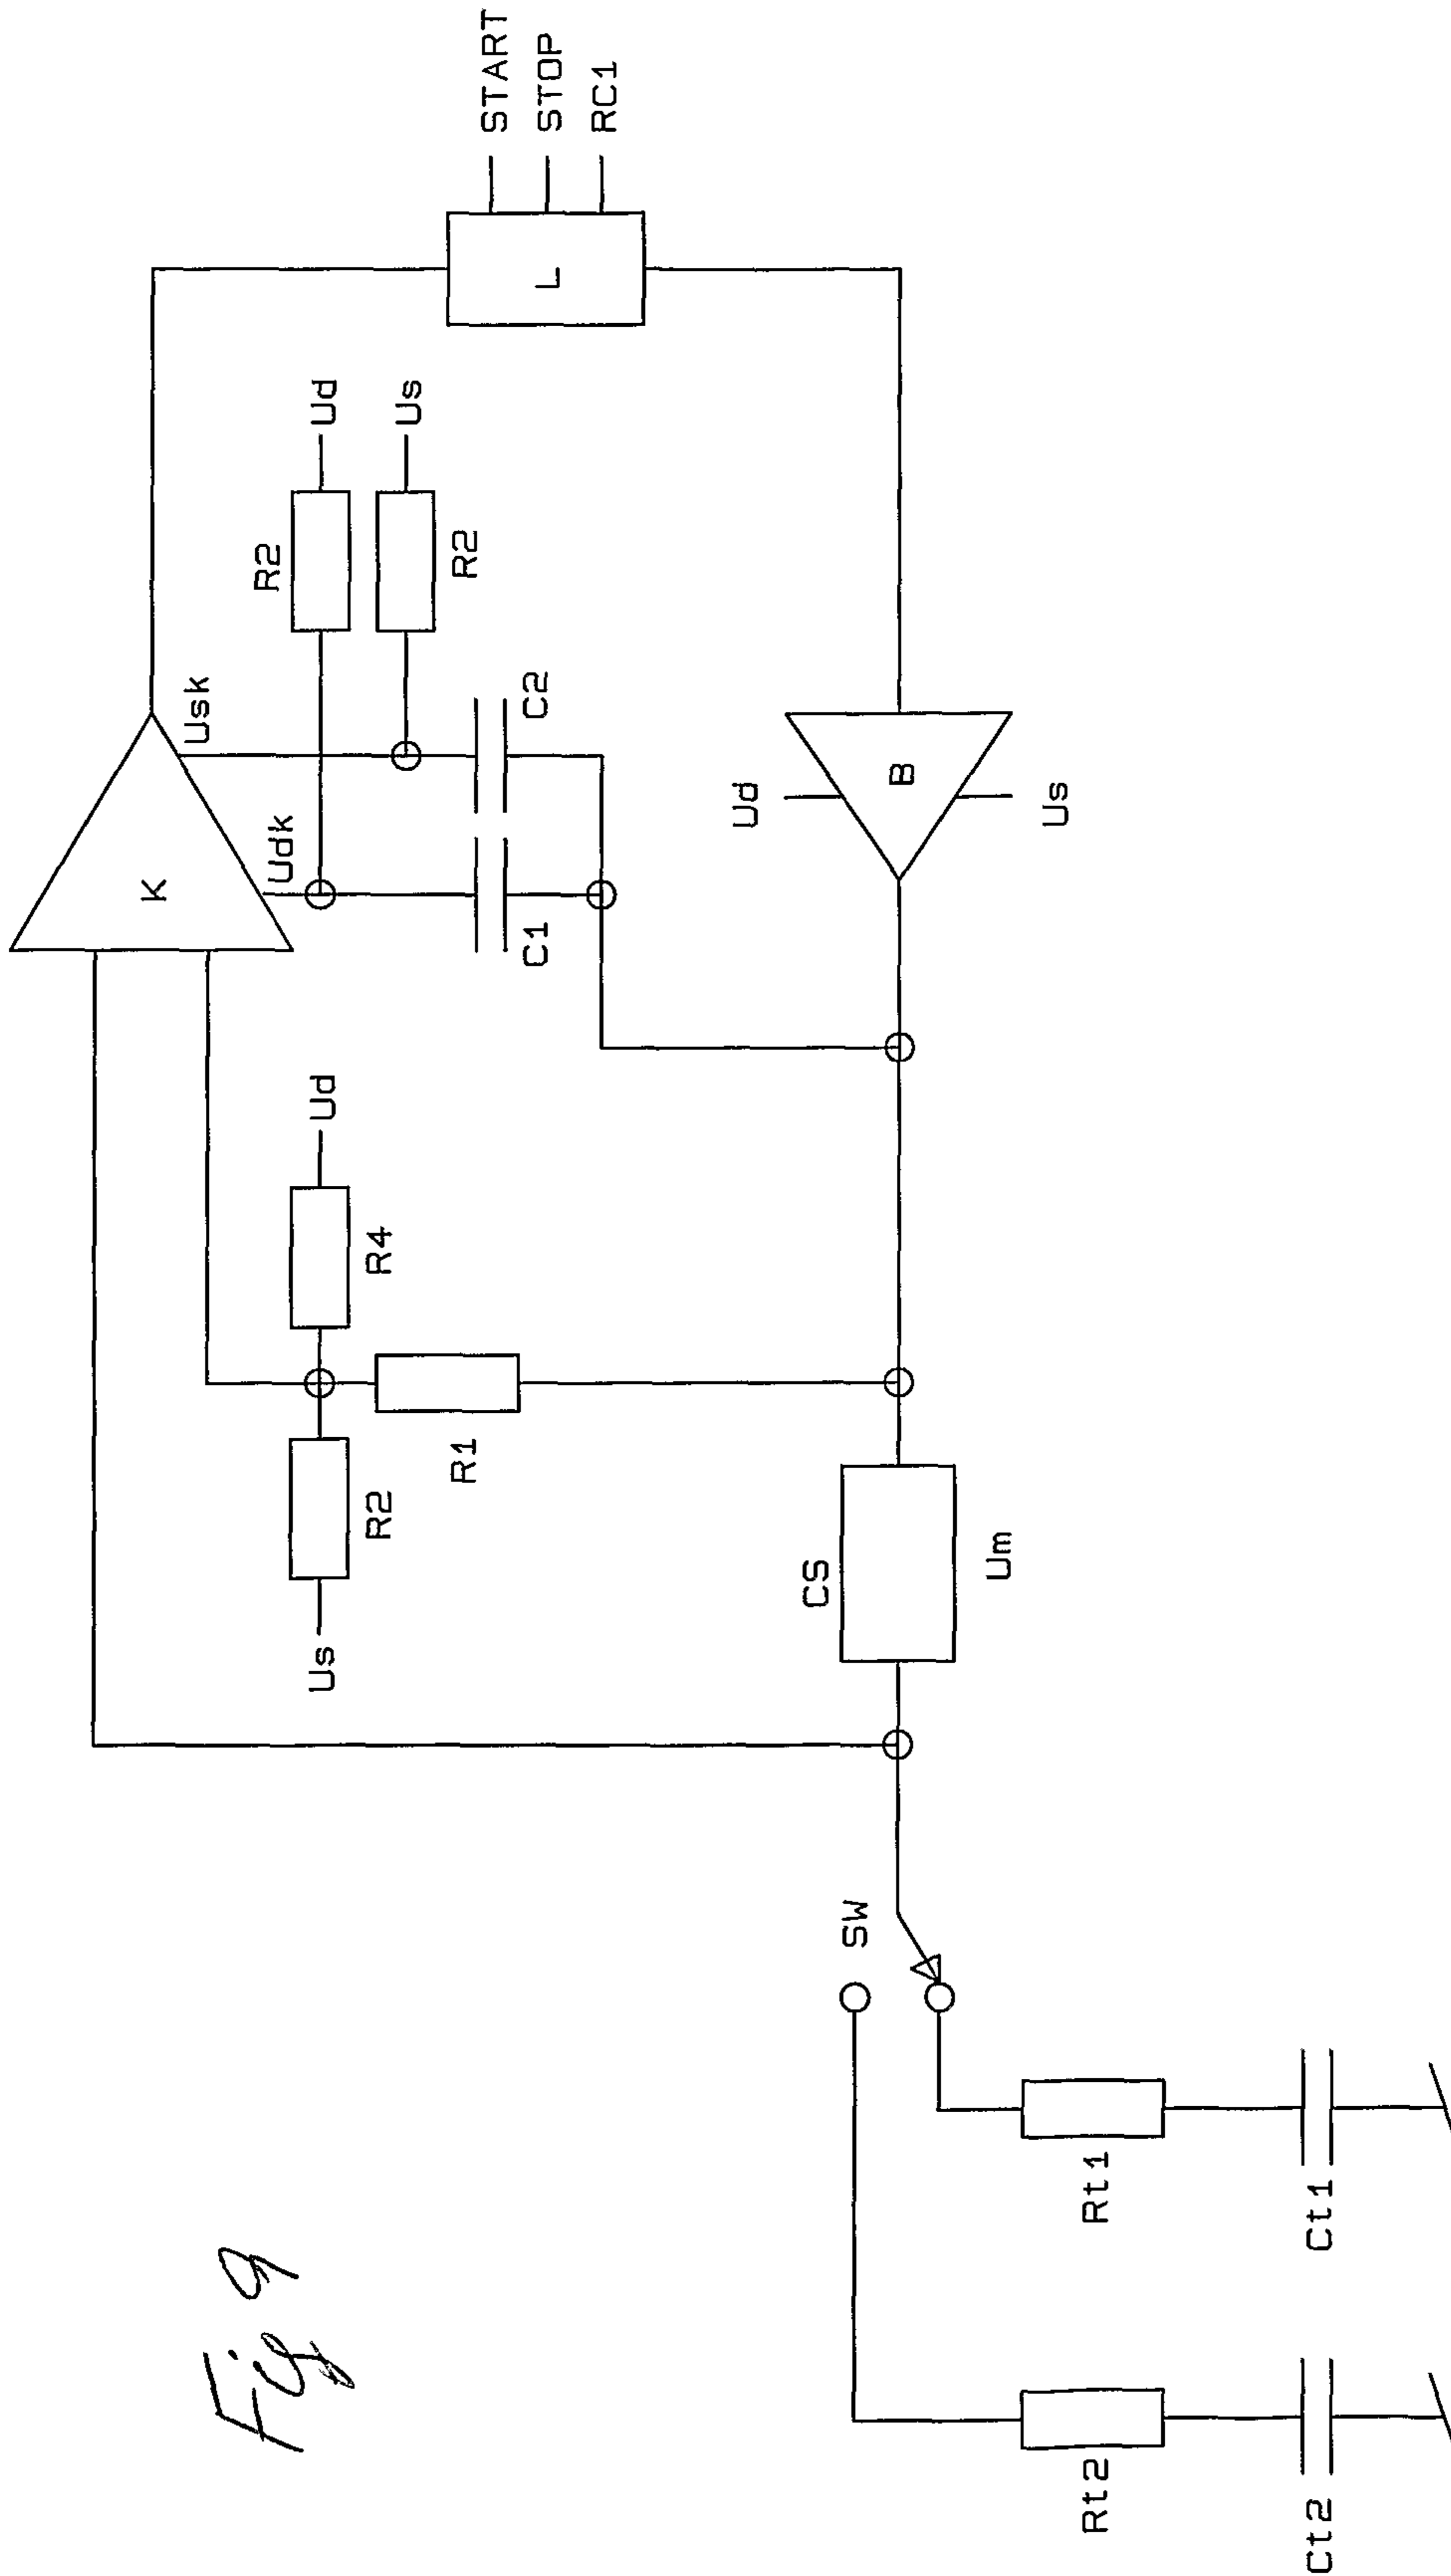 K
Usk
Fig 9
R2
Udk
Us
Ud
Ud
R2
R4
Us
R1
R2
START
C1
C2
L
STOP
RC1
Ud
CS
SW
B
Um
Us
Rt2
Rt1
Ct2
Ct1